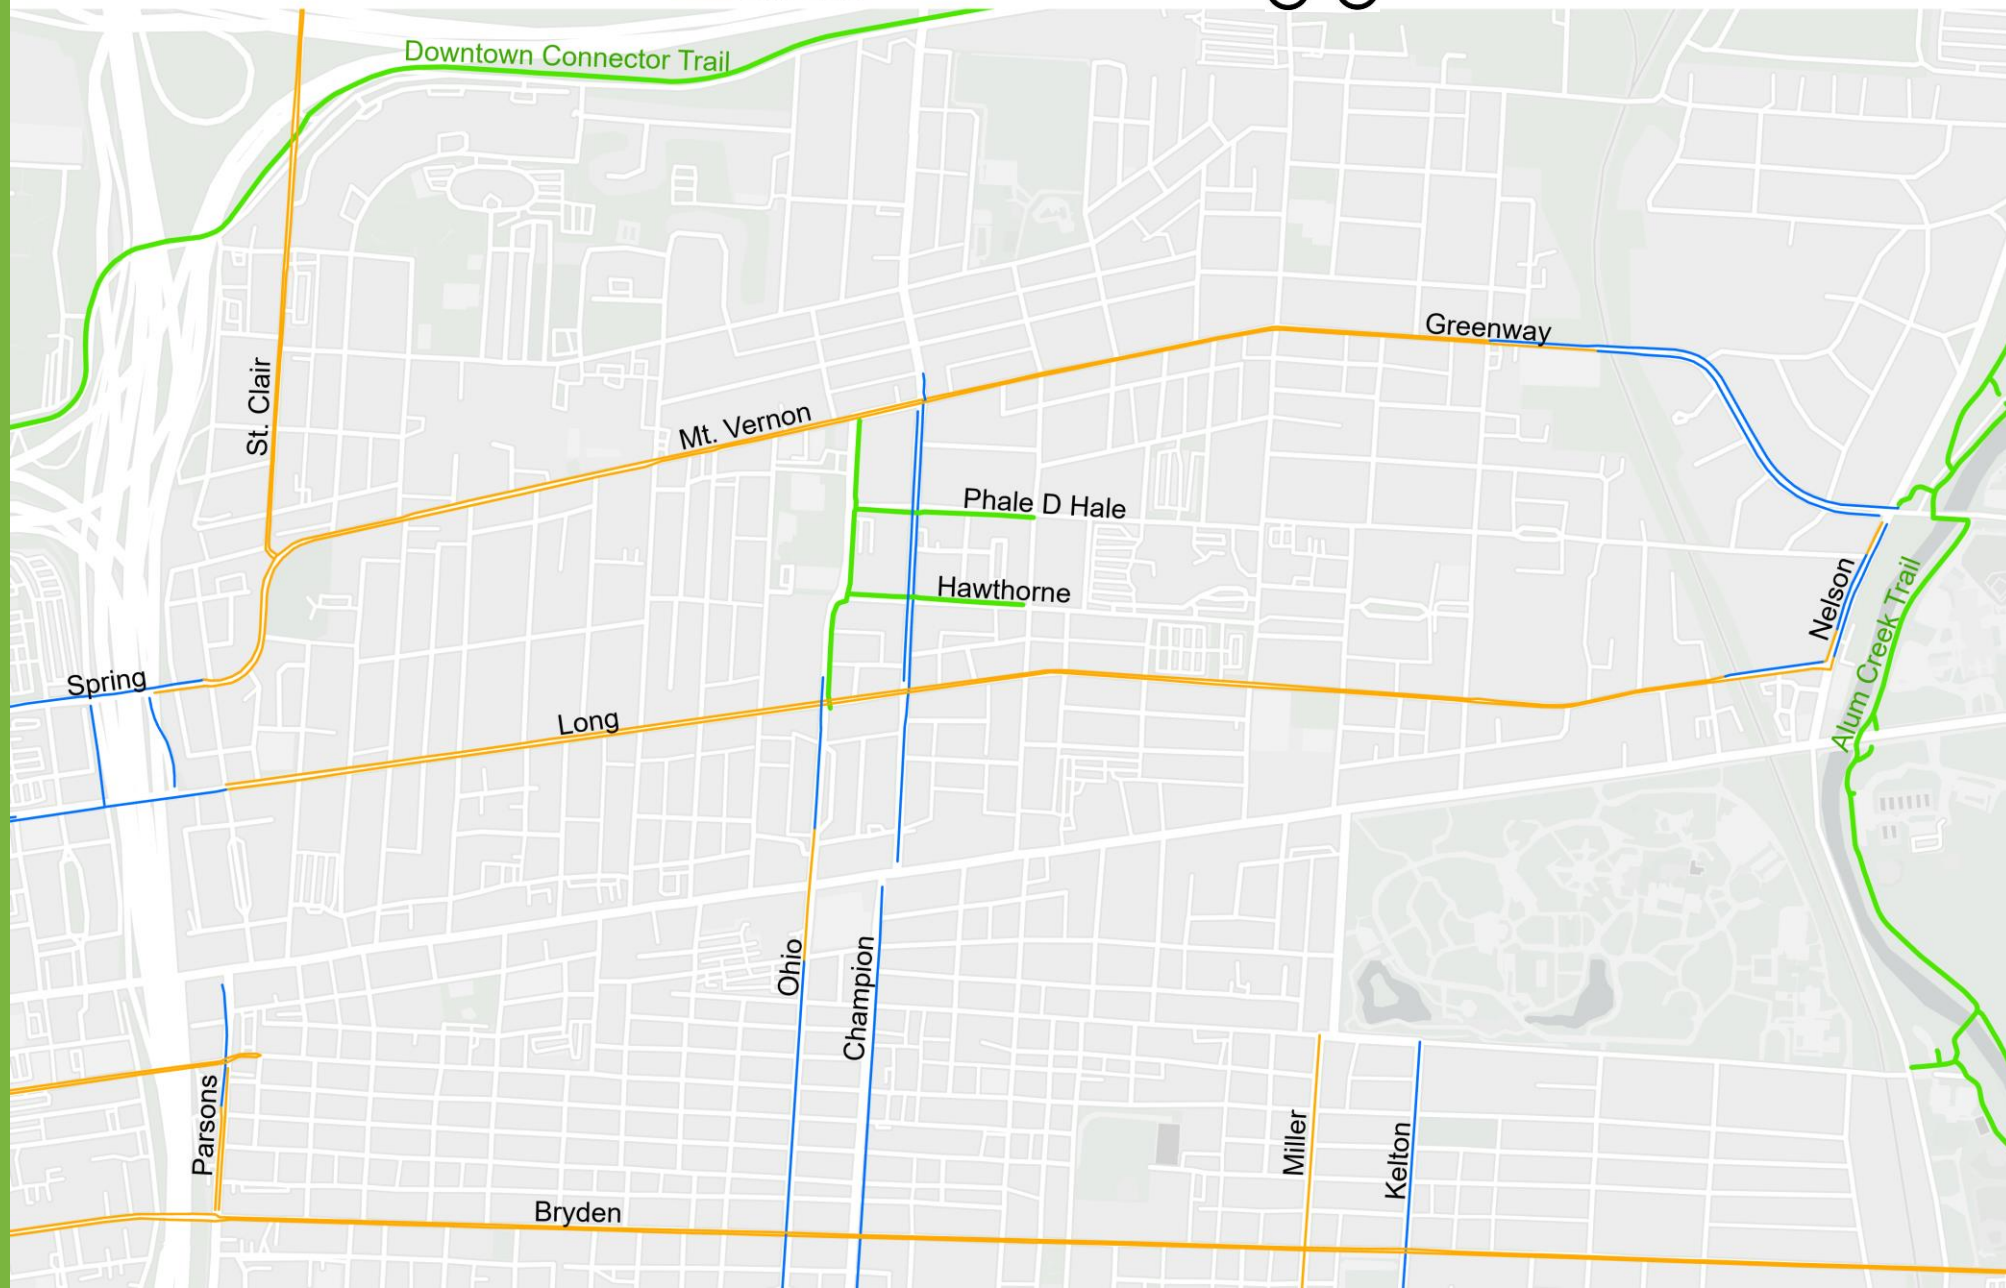 Downtown Connector Trail
Greenway
St. Clair
Mt. Vernon
Phale D Hale
Hawthorne
Nelson
Alum Creek Trail
Spring
Long
Ohio
Champion
Parsons
Miller
Kelton
Bryden